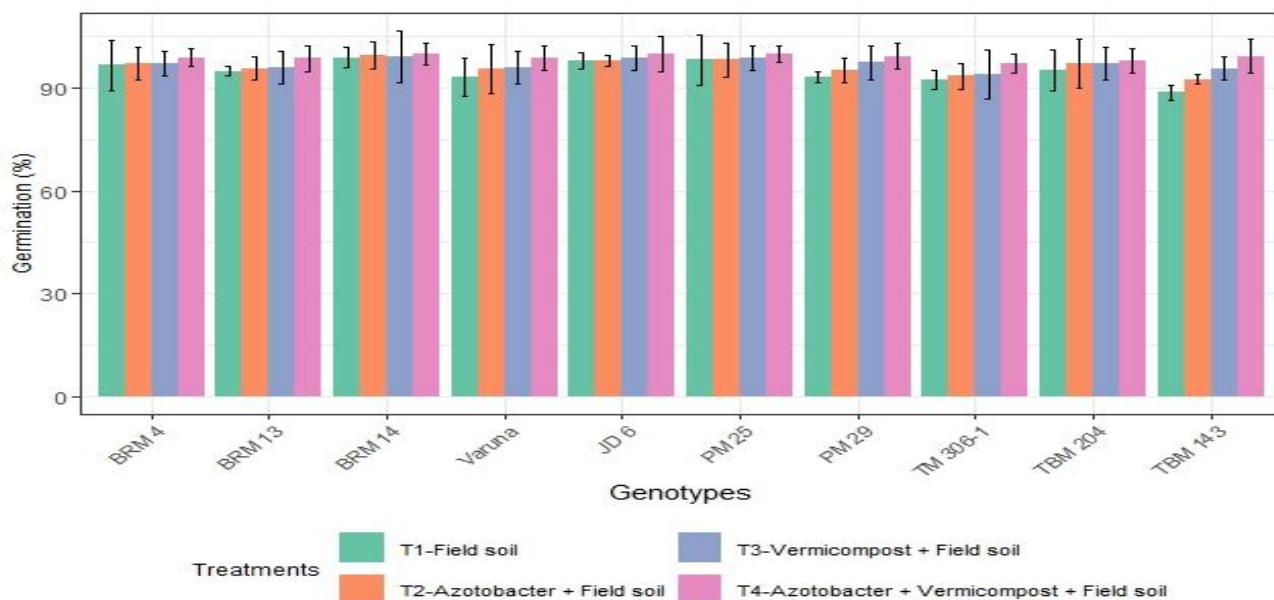 Germination (%)
90
60
30
0
BRM 4
BRM 13
BRM 14
Varuna
JD 6
PM 25
PM 29
TM 306-1
TBM 204
TBM 143
Genotypes
Treatments
T1-Field soil
T2-Azotobacter + Field soil
T3-Vermicompost + Field soil
T4-Azotobacter + Vermicompost + Field soil